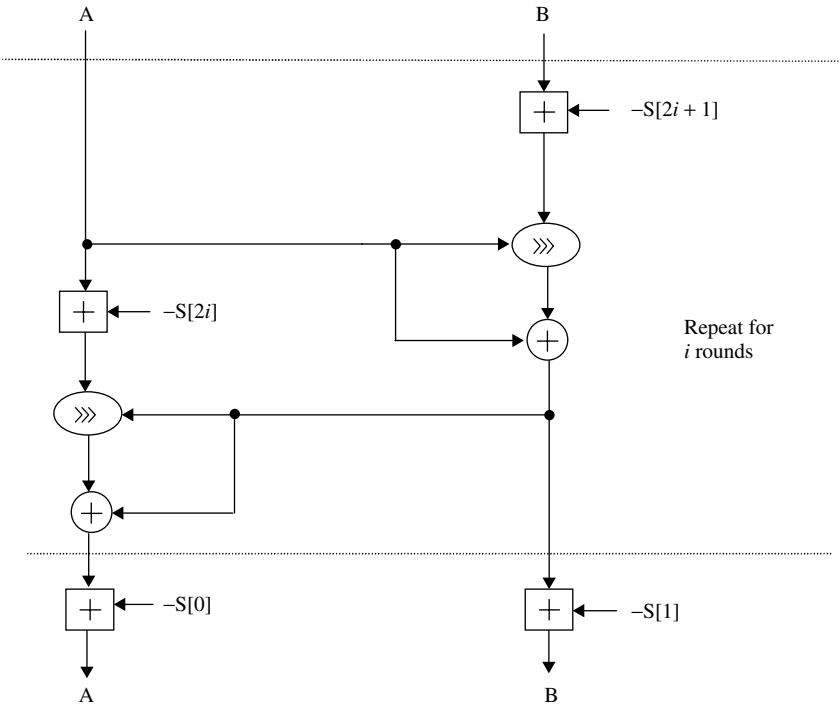 A
B
+
−S[2i + 1]
⋙
+
−S[2i]
+
Repeat for
i rounds
⋙
+
+
−S[0]
+
−S[1]
A
B